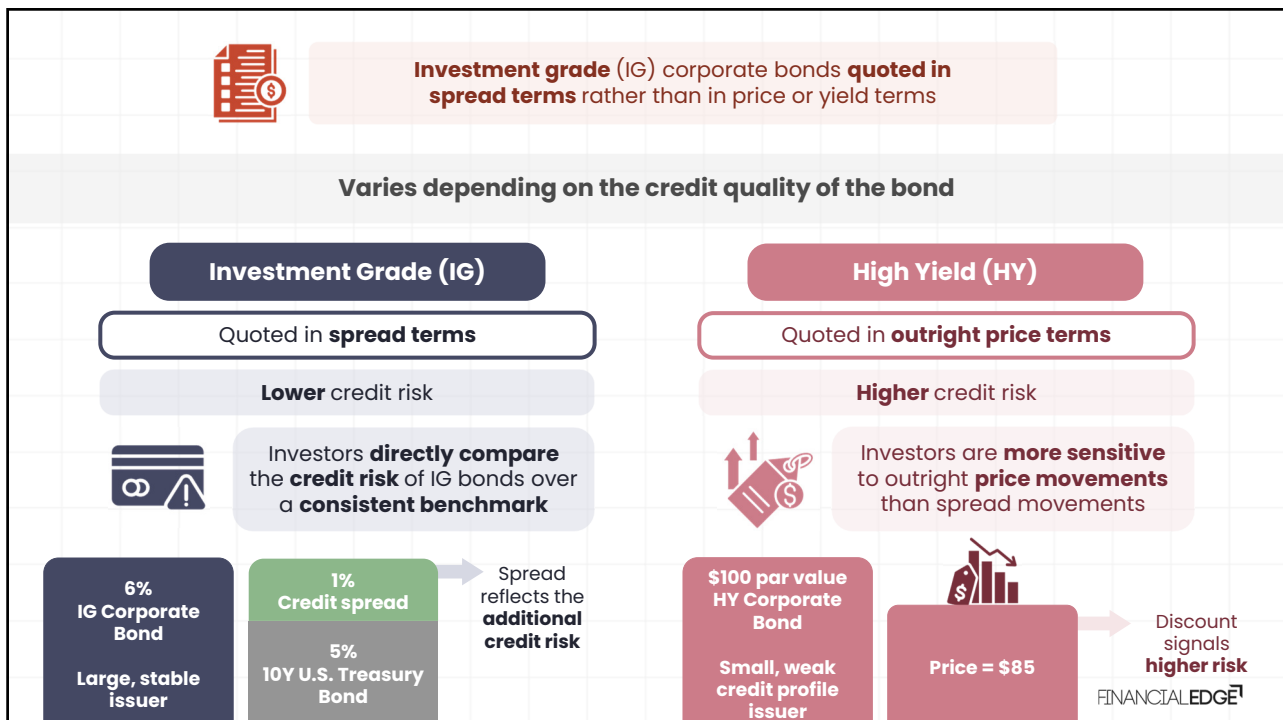 Investment grade (IG) corporate bonds quoted in
spread terms rather than in price or yield terms
Varies depending on the credit quality of the bond
Investment Grade (IG)
Quoted in spread terms
Lower credit risk
Investors directly compare
the credit risk of IG bonds over
a consistent benchmark
6%
IG Corporate
Bond
Large, stable
issuer
1%
Credit spread
5%
10Y U.S. Treasury
Bond
Spread
reflects the
additional
credit risk
High Yield (HY)
Quoted in outright price terms
Higher credit risk
$
Investors are more sensitive
to outright price movements
than spread movements
$100 par value
HY Corporate
Bond
Small, weak
credit profile
issuer
$
Price = $85
Discount
signals
higher risk
FINANCIALEDGE